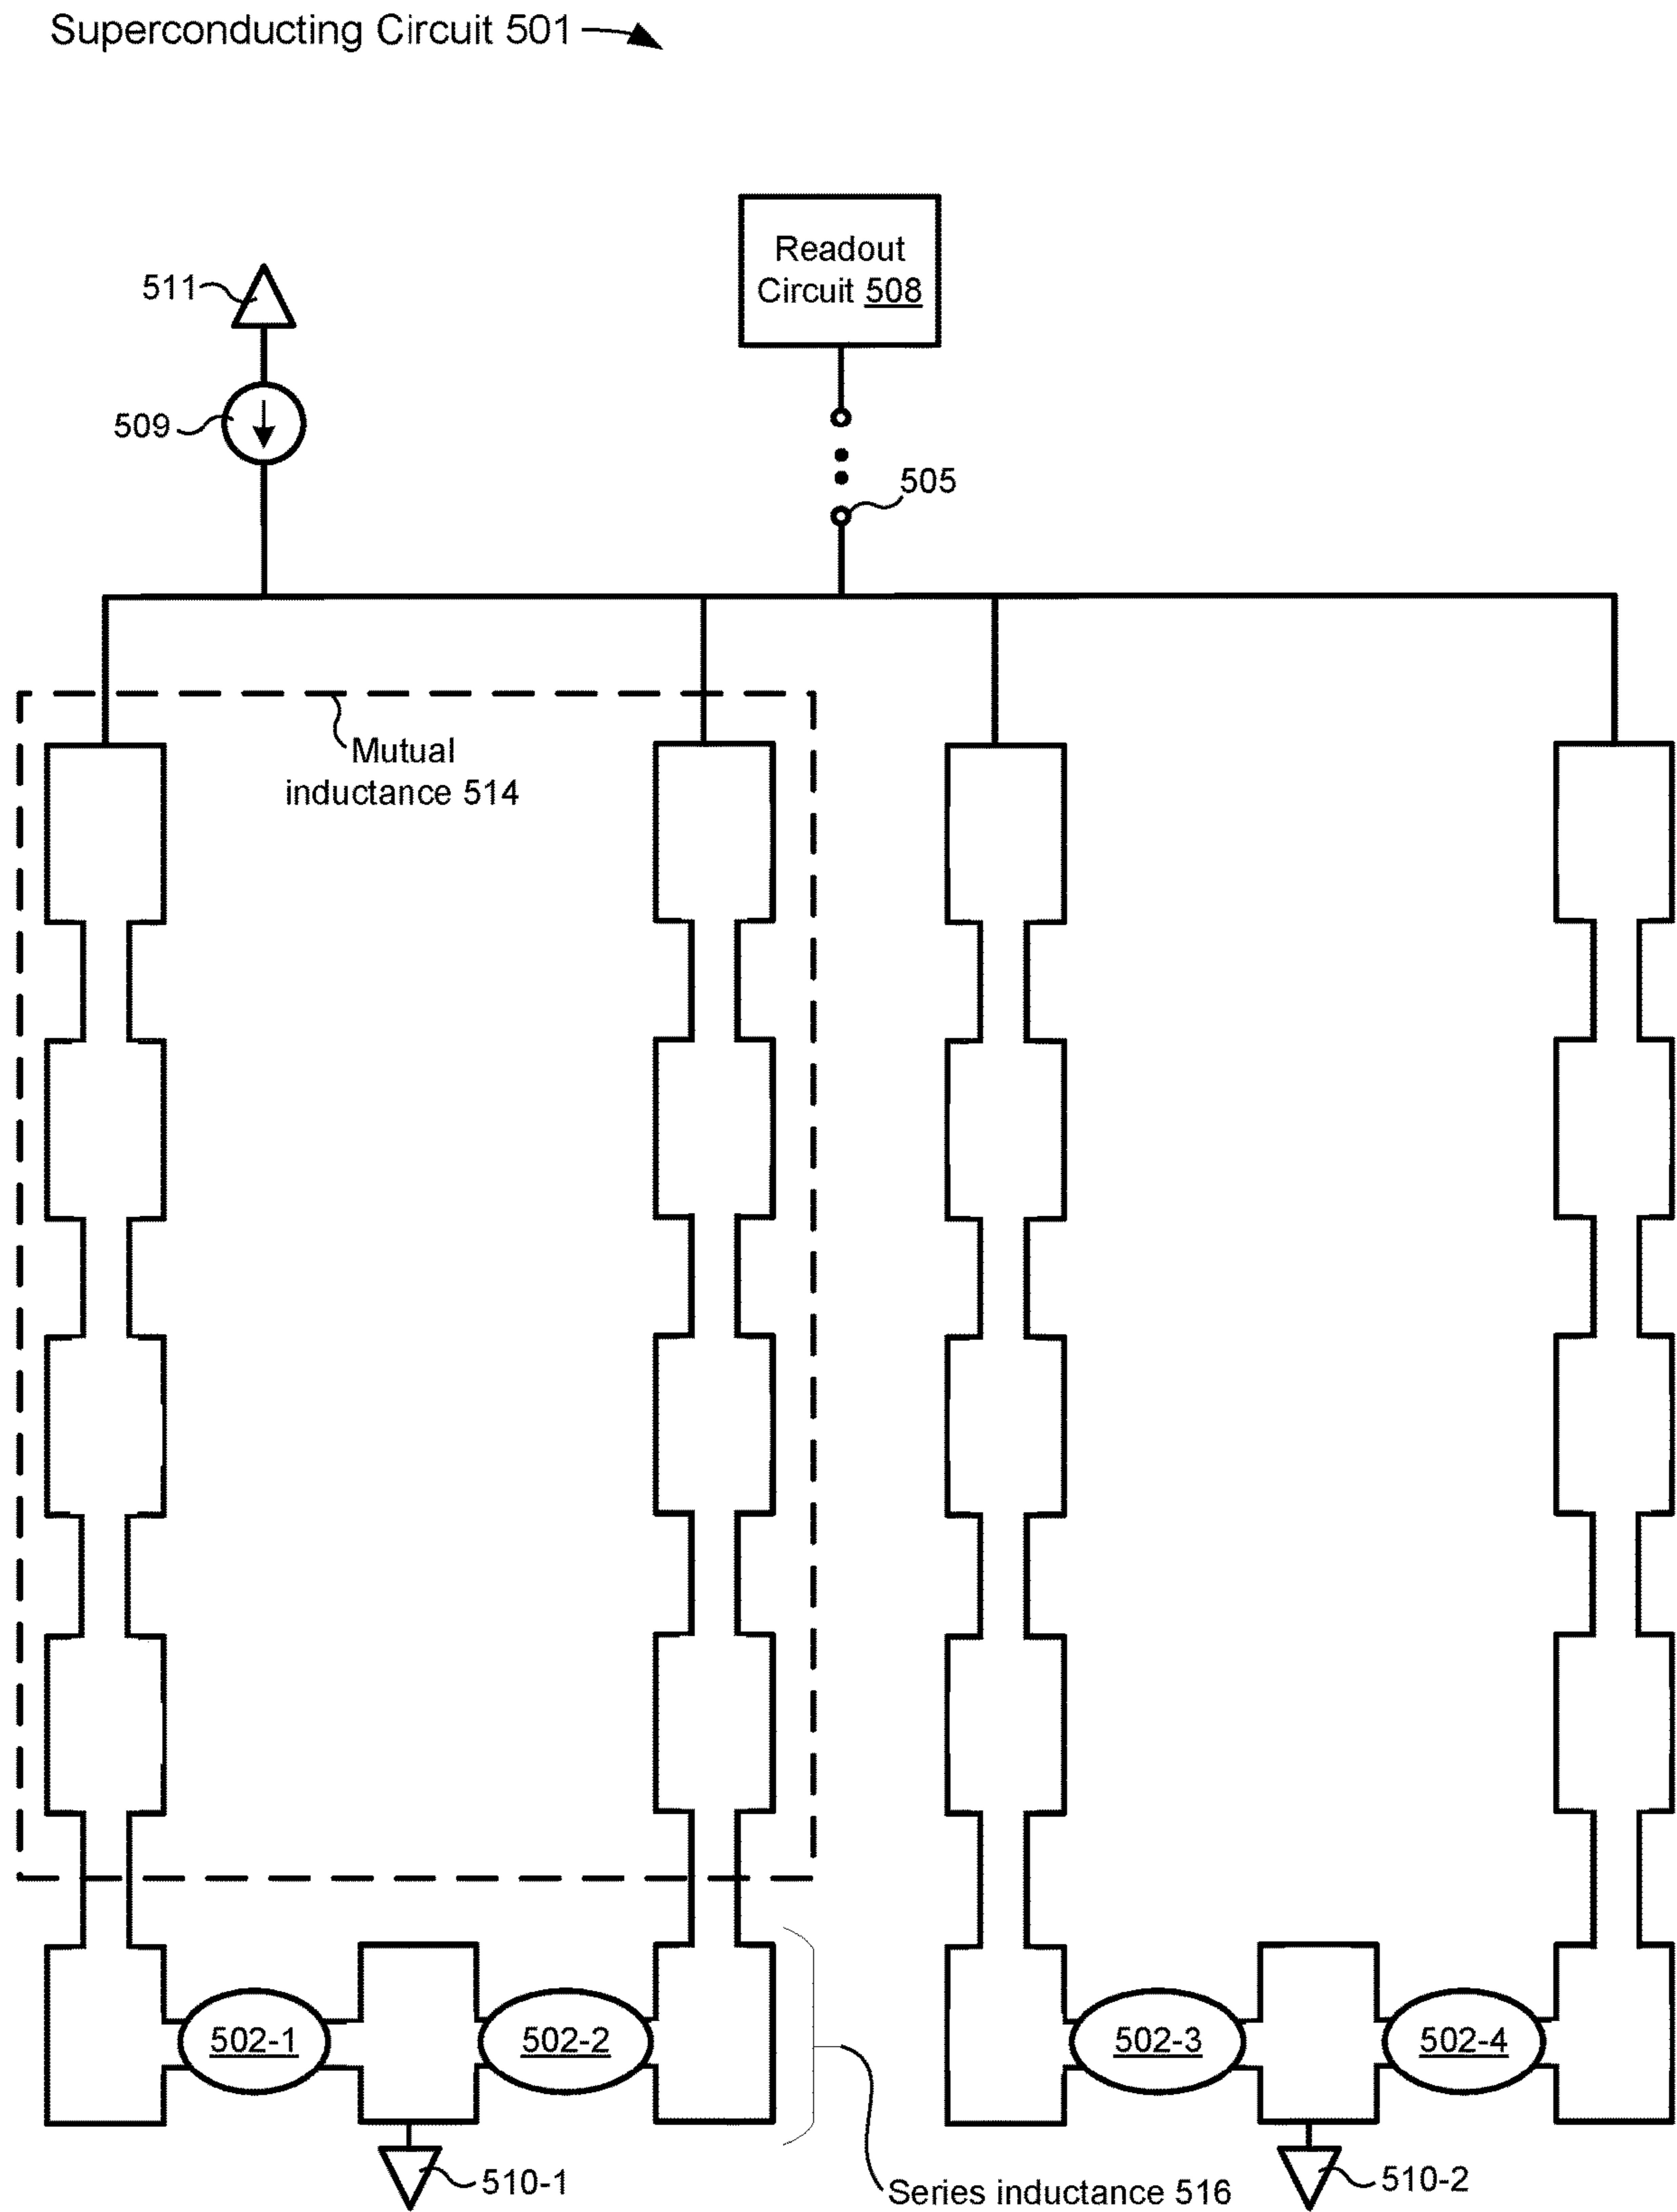 Superconducting Circuit 501
Readout
Circuit 508
511
509
505
Mutual
inductance 514
502-1
502-2
502-3
502-4
510-1
510-2
Series inductance 516